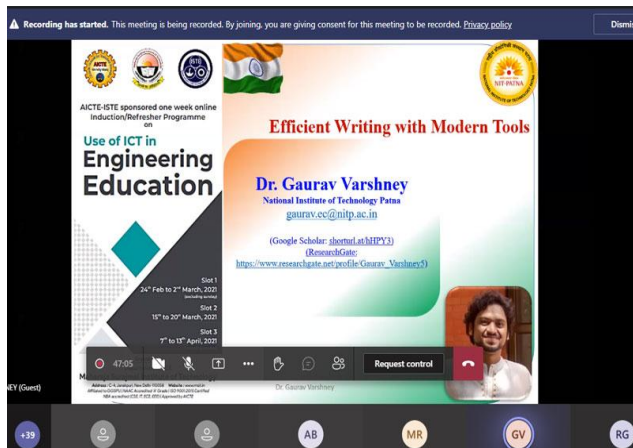 Recording has started. This meeting is being recorded. By joining, you are giving consent for this meeting to be recorded. Privacy policy
Dismi
AICTE
ISTE
NIT-PATNA
AICTE-ISTE sponsored one week online
Induction/Refresher Programme
on
Use of ICT in
Engineering
Education
Efficient Writing with Modern Tools
Dr. Gaurav Varshney
National Institute of Technology Patna
gaurav.ec@nitp.ac.in
(Google Scholar: shorturl.at/hHPY3)
(ResearchGate:
https://www.researchgate.net/profile/Gaurav_Varshney5)
Slot 1
24th Feb to 2nd March, 2021
(excluding sunday)
Slot 2
15th to 20th March, 2021
Slot 3
7th to 13th April, 2021
47:05
Request control
NEY (Guest)
Dr. Gaurav Varshney
+39
AB
MR
GV
RG